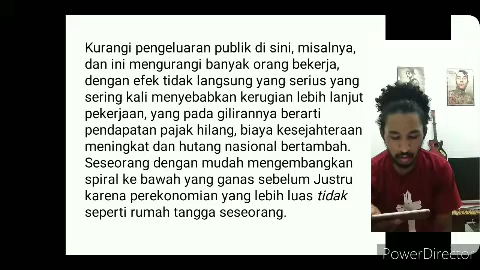 Kurangi pengeluaran publik di sini, misalnya,
dan ini mengurangi banyak orang bekerja,
dengan efek tidak langsung yang serius yang
sering kali menyebabkan kerugian lebih lanjut
pekerjaan, yang pada gilirannya berarti
pendapatan pajak hilang, biaya kesejahteraan
meningkat dan hutang nasional bertambah.
Seseorang dengan mudah mengembangkan
spiral ke bawah yang ganas sebelum Justru
karena perekonomian yang lebih luas tidak
seperti rumah tangga seseorang.
PowerDirector